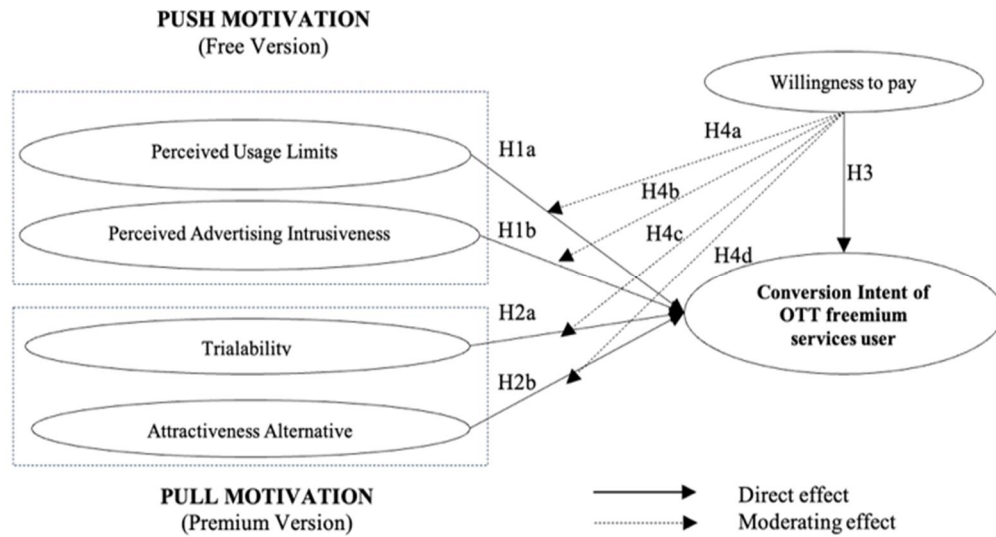 PUSH MOTIVATION
(Free Version)
Willingness to pay
Perceived Usage Limits
H1a
H4a
H3
H4b
Perceived Advertising Intrusiveness
H1b
H4c
H4d
Conversion Intent of
OTT freemium
services user
H2a
Trialability
H2b
Attractiveness Alternative
PULL MOTIVATION
(Premium Version)
Direct effect
Moderating effect